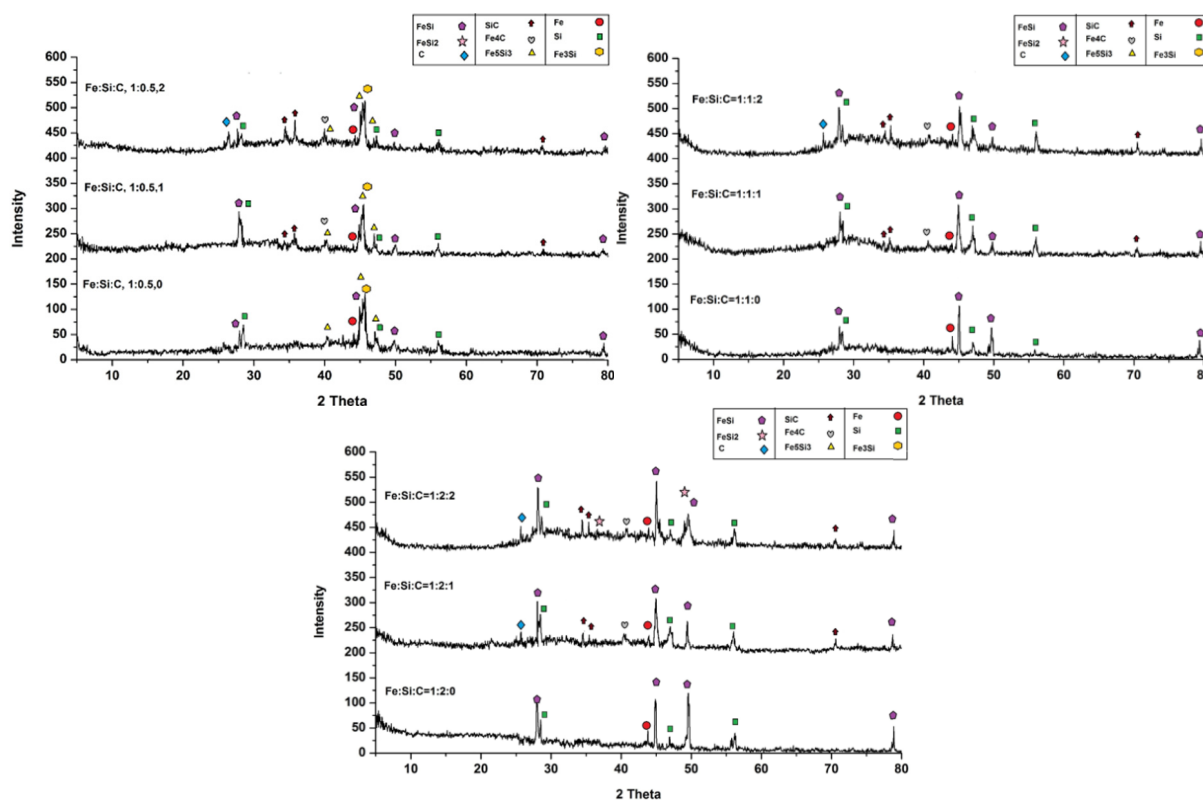 FeSi SiC Fe
FeSi2 Fe4C Si
C Fe5Si3 Fe3Si
600
550
500
450
400
350
300
250
200
150
100
50
0
Intensity
Fe:Si:C, 1:0.5,2
Fe:Si:C, 1:0.5,1
Fe:Si:C, 1:0.5,0
10 20 30 40 50 60 70 80
2 Theta
FeSi SiC Fe
FeSi2 Fe4C Si
C Fe5Si3 Fe3Si
600
550
500
450
400
350
300
250
200
150
100
50
0
Intensity
Fe:Si:C=1:1:2
Fe:Si:C=1:1:1
Fe:Si:C=1:1:0
10 20 30 40 50 60 70 80
2 Theta
FeSi SiC Fe
FeSi2 Fe4C Si
C Fe5Si3 Fe3Si
600
550
500
450
400
350
300
250
200
150
100
50
0
Intensity
Fe:Si:C=1:2:2
Fe:Si:C=1:2:1
Fe:Si:C=1:2:0
10 20 30 40 50 60 70 80
2 Theta